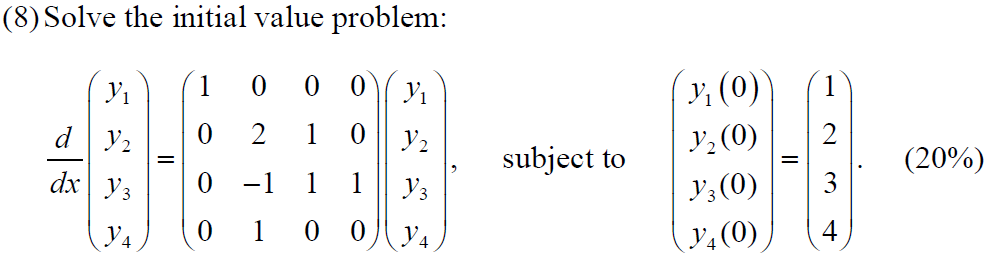 (8) Solve the initial value problem:
d/dx (y₁ y₂ y₃ y₄)ᵀ = (1 0 0 0; 0 2 1 0; 0 −1 1 1; 0 1 0 0)(y₁ y₂ y₃ y₄)ᵀ, subject to (y₁(0) y₂(0) y₃(0) y₄(0))ᵀ = (1 2 3 4)ᵀ. (20%)